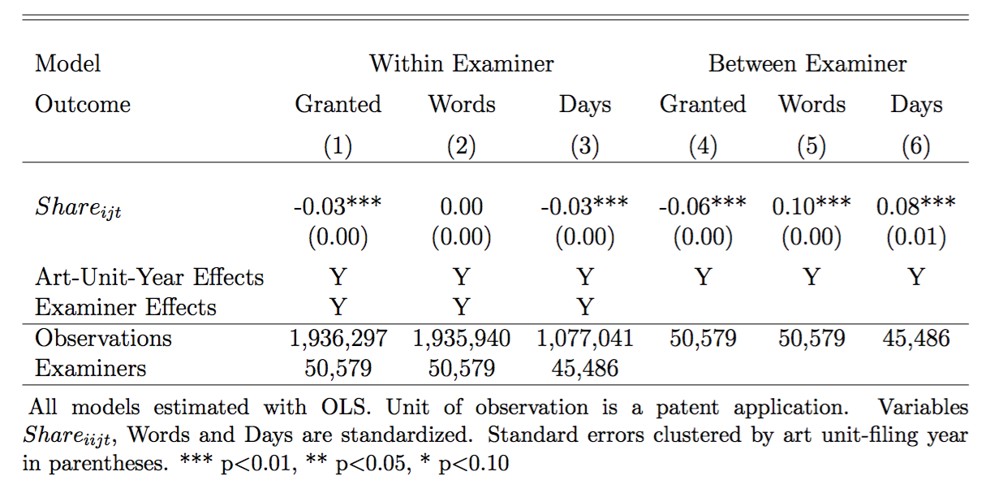 Model Within Examiner Between Examiner
Outcome Granted Words Days Granted Words Days
(1) (2) (3) (4) (5) (6)
Share_{ijt} -0.03*** 0.00 -0.03*** -0.06*** 0.10*** 0.08***
(0.00) (0.00) (0.00) (0.00) (0.00) (0.01)
Art-Unit-Year Effects Y Y Y Y Y Y
Examiner Effects Y Y Y
Observations 1,936,297 1,935,940 1,077,041 50,579 50,579 45,486
Examiners 50,579 50,579 45,486
All models estimated with OLS. Unit of observation is a patent application. Variables
Share_{iijt}, Words and Days are standardized. Standard errors clustered by art unit-filing year
in parentheses. *** p<0.01, ** p<0.05, * p<0.10